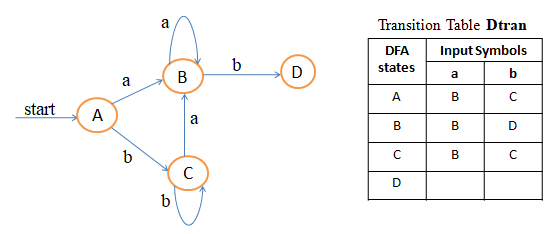 a
b
B
D
a
start
A
a
b
C
b
Transition Table Dtran
DFA states Input Symbols
a b
A B C
B B D
C B C
D